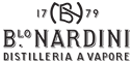 17 B 79
B.LO NARDINI
DISTILLERIA A VAPORE